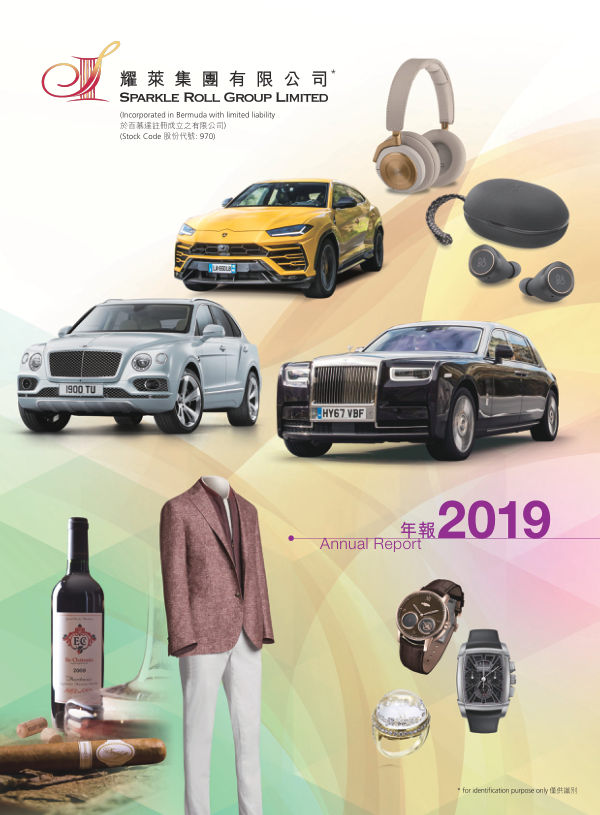 耀萊集團有限公司*
SPARKLE ROLL GROUP LIMITED
(Incorporated in Bermuda with limited liability
於百慕達註冊成立之有限公司)
(Stock Code 股份代號: 970)
1900 TU
HY67 VBF
年報2019
Annual Report
EC
2009
* for identification purpose only 僅供識別